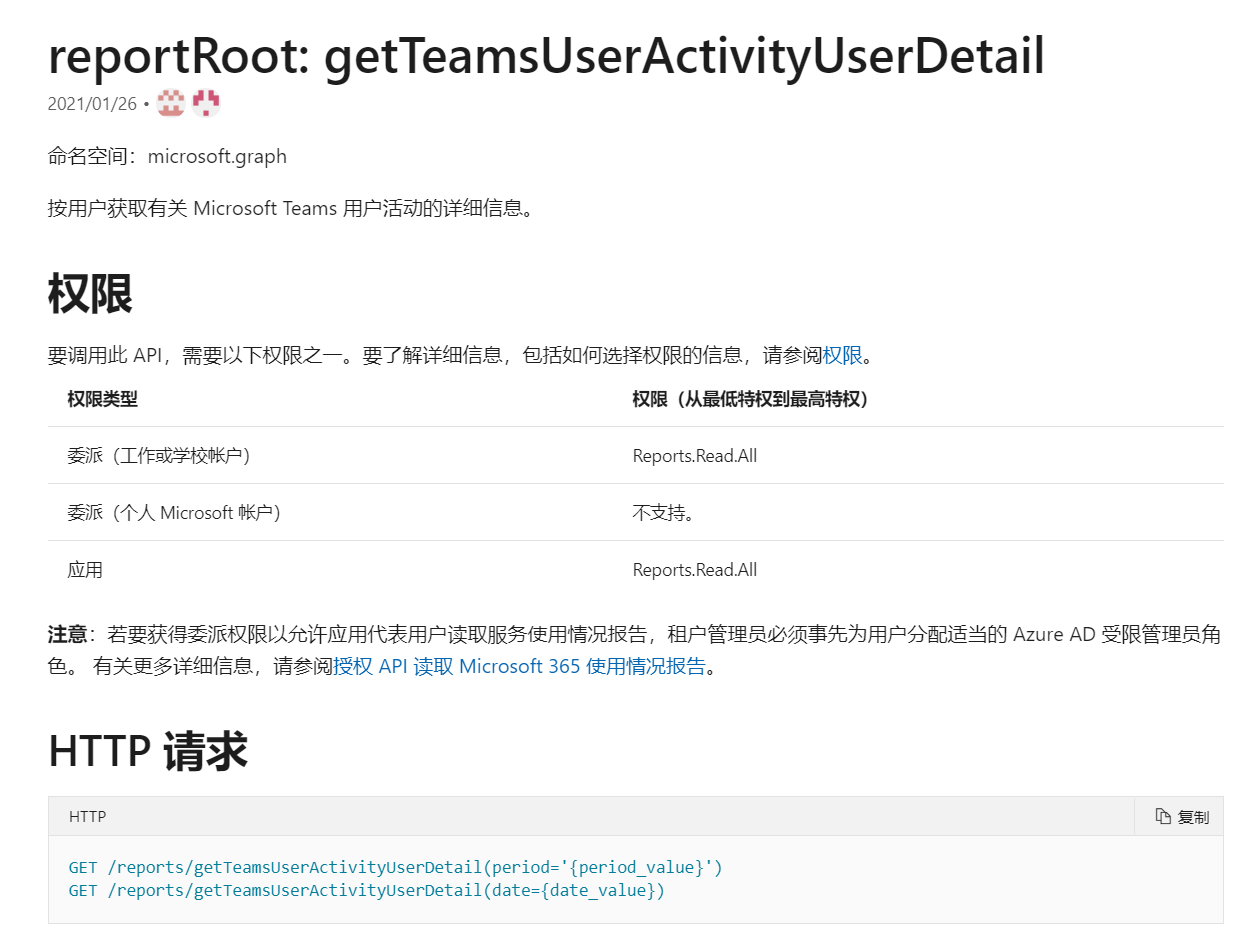 reportRoot: getTeamsUserActivityUserDetail
2021/01/26 •
命名空间：microsoft.graph
按用户获取有关 Microsoft Teams 用户活动的详细信息。
权限
要调用此 API，需要以下权限之一。要了解详细信息，包括如何选择权限的信息，请参阅权限。
权限类型 权限（从最低特权到最高特权）
委派（工作或学校帐户） Reports.Read.All
委派（个人 Microsoft 帐户） 不支持。
应用 Reports.Read.All
注意：若要获得委派权限以允许应用代表用户读取服务使用情况报告，租户管理员必须事先为用户分配适当的 Azure AD 受限管理员角
色。 有关更多详细信息，请参阅授权 API 读取 Microsoft 365 使用情况报告。
HTTP 请求
HTTP 复制
GET /reports/getTeamsUserActivityUserDetail(period='{period_value}')
GET /reports/getTeamsUserActivityUserDetail(date={date_value})